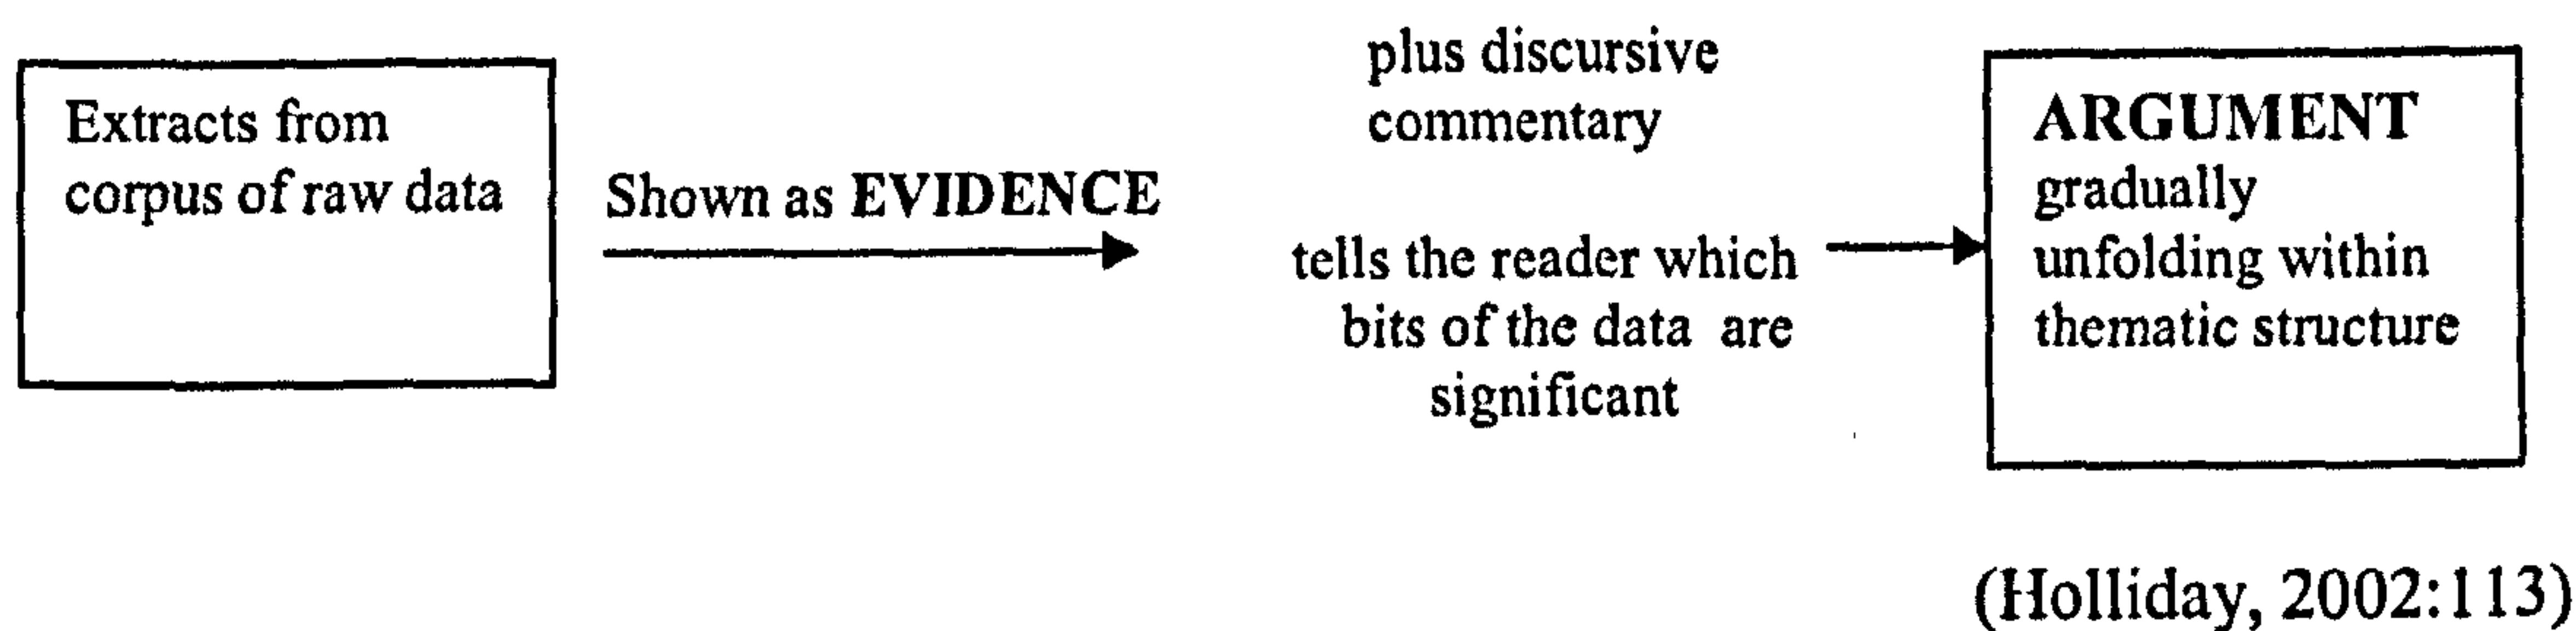 Extracts from
corpus of raw data
Shown as EVIDENCE
plus discursive
commentary
tells the reader which
bits of the data are
significant
ARGUMENT
gradually
unfolding within
thematic structure
(Holliday, 2002:113)